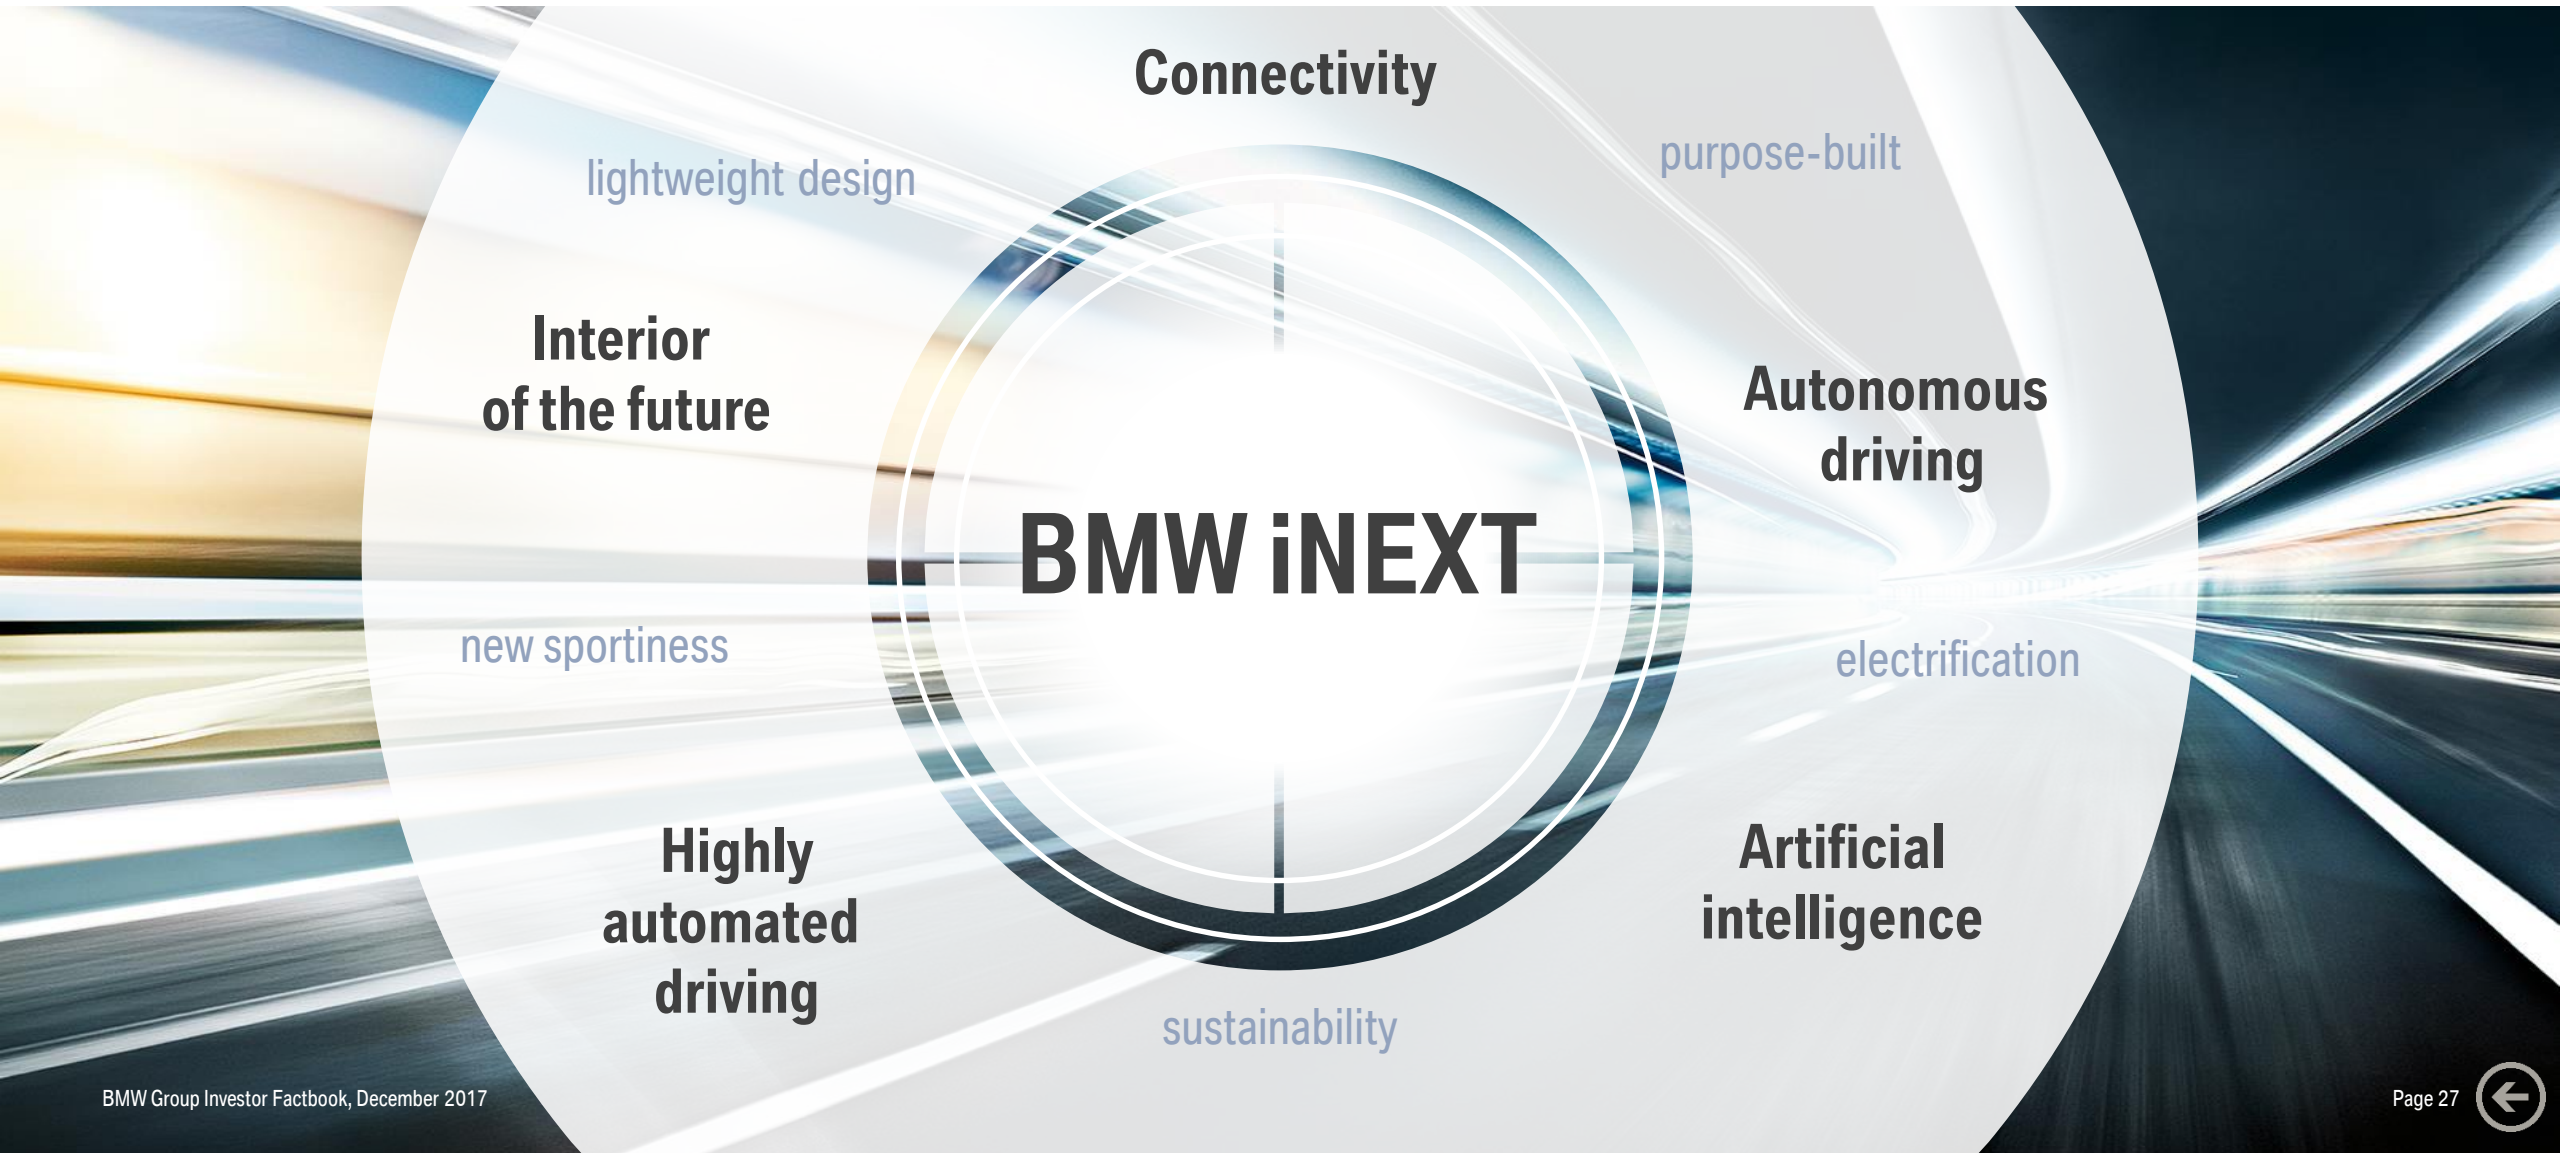 Connectivity
purpose-built
lightweight design
Interior
of the future
Autonomous
driving
BMW iNEXT
new sportiness
electrification
Highly
automated
driving
Artificial
intelligence
sustainability
BMW Group Investor Factbook, December 2017
Page 27